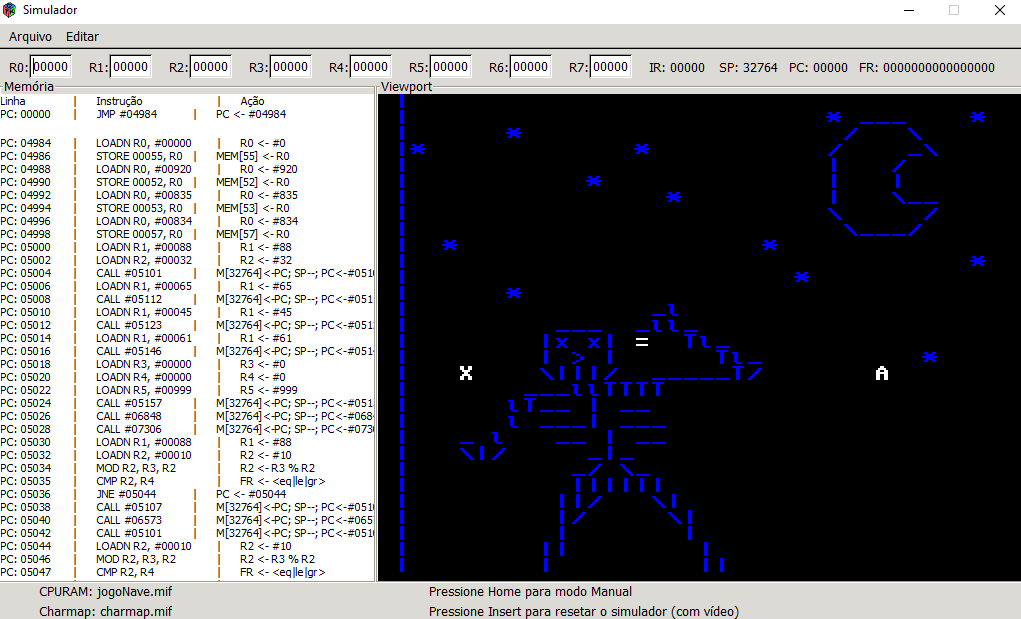 Simulador
Arquivo Editar
R0: 00000 R1: 00000 R2: 00000 R3: 00000 R4: 00000 R5: 00000 R6: 00000 R7: 00000 IR: 00000 SP: 32764 PC: 00000 FR: 0000000000000000
Memória
Linha | Instrução | Ação
PC: 00000 | JMP #04984 | PC <- #04984
PC: 04984 | LOADN R0, #00000 | R0 <- #0
PC: 04986 | STORE 00055, R0 | MEM[55] <- R0
PC: 04988 | LOADN R0, #00920 | R0 <- #920
PC: 04990 | STORE 00052, R0 | MEM[52] <- R0
PC: 04992 | LOADN R0, #00835 | R0 <- #835
PC: 04994 | STORE 00053, R0 | MEM[53] <- R0
PC: 04996 | LOADN R0, #00834 | R0 <- #834
PC: 04998 | STORE 00057, R0 | MEM[57] <- R0
PC: 05000 | LOADN R1, #00088 | R1 <- #88
PC: 05002 | LOADN R2, #00032 | R2 <- #32
PC: 05004 | CALL #05101 | M[32764]<-PC; SP--; PC<-#0510
PC: 05006 | LOADN R1, #00065 | R1 <- #65
PC: 05008 | CALL #05112 | M[32764]<-PC; SP--; PC<-#051
PC: 05010 | LOADN R1, #00045 | R1 <- #45
PC: 05012 | CALL #05123 | M[32764]<-PC; SP--; PC<-#051
PC: 05014 | LOADN R1, #00061 | R1 <- #61
PC: 05016 | CALL #05146 | M[32764]<-PC; SP--; PC<-#051
PC: 05018 | LOADN R3, #00000 | R3 <- #0
PC: 05020 | LOADN R4, #00000 | R4 <- #0
PC: 05022 | LOADN R5, #00999 | R5 <- #999
PC: 05024 | CALL #05157 | M[32764]<-PC; SP--; PC<-#051
PC: 05026 | CALL #06848 | M[32764]<-PC; SP--; PC<-#068
PC: 05028 | CALL #07306 | M[32764]<-PC; SP--; PC<-#073
PC: 05030 | LOADN R1, #00088 | R1 <- #88
PC: 05032 | LOADN R2, #00010 | R2 <- #10
PC: 05034 | MOD R2, R3, R2 | R2 <- R3 % R2
PC: 05035 | CMP R2, R4 | FR <- <eq|le|gr>
PC: 05036 | JNE #05044 | PC <- #05044
PC: 05038 | CALL #05107 | M[32764]<-PC; SP--; PC<-#0510
PC: 05040 | CALL #06573 | M[32764]<-PC; SP--; PC<-#065
PC: 05042 | CALL #05101 | M[32764]<-PC; SP--; PC<-#0510
PC: 05044 | LOADN R2, #00010 | R2 <- #10
PC: 05046 | MOD R2, R3, R2 | R2 <- R3 % R2
PC: 05047 | CMP R2, R4 | FR <- <eq|le|gr>
Viewport
X
=
A
CPURAM: jogoNave.mif
Pressione Home para modo Manual
Charmap: charmap.mif
Pressione Insert para resetar o simulador (com vídeo)